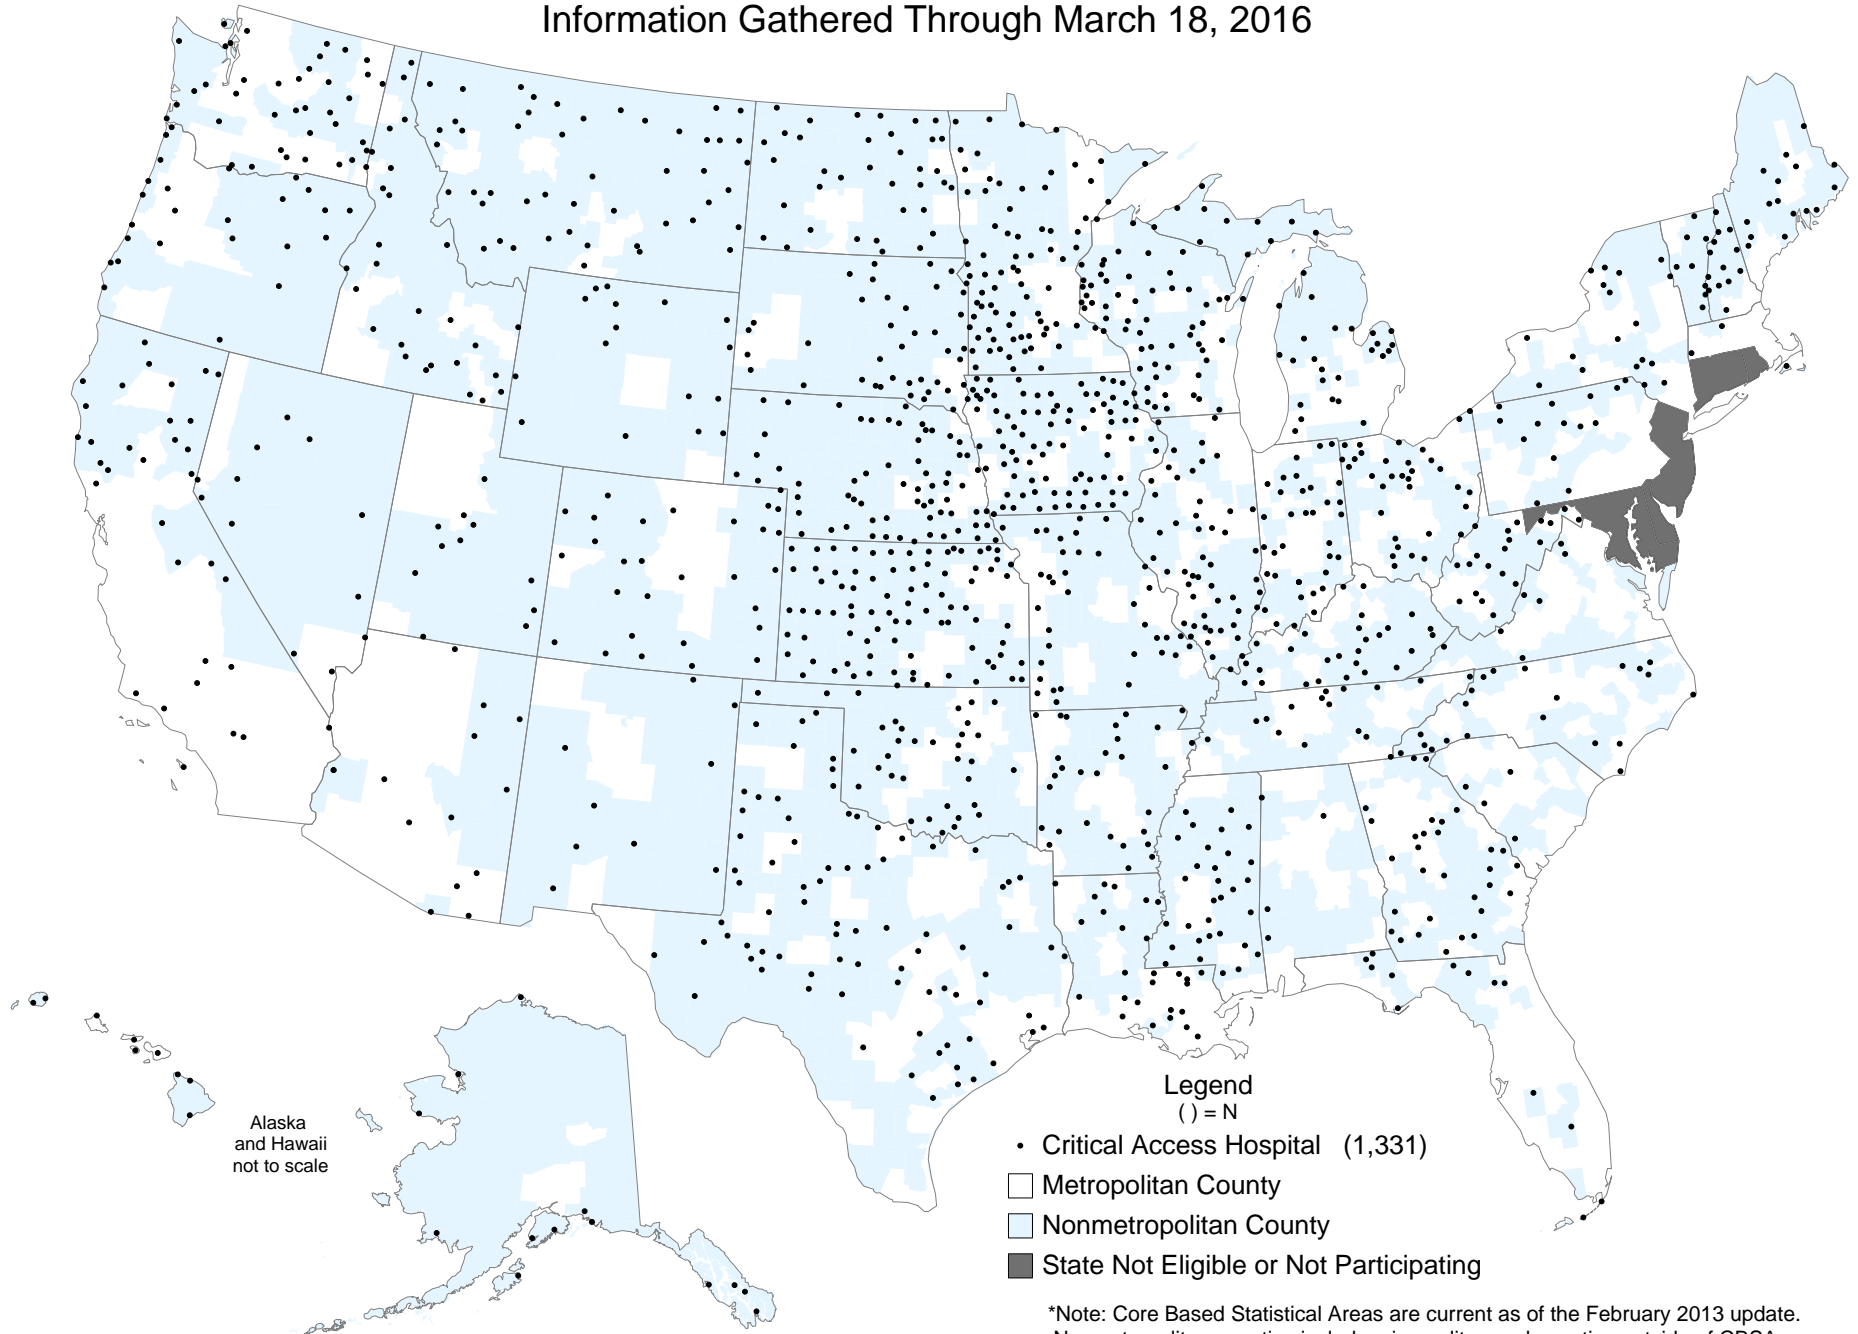 Information Gathered Through March 18, 2016
Alaska
and Hawaii
not to scale
Legend
( ) = N
Critical Access Hospital (1,331)
Metropolitan County
Nonmetropolitan County
State Not Eligible or Not Participating
*Note: Core Based Statistical Areas are current as of the February 2013 update.